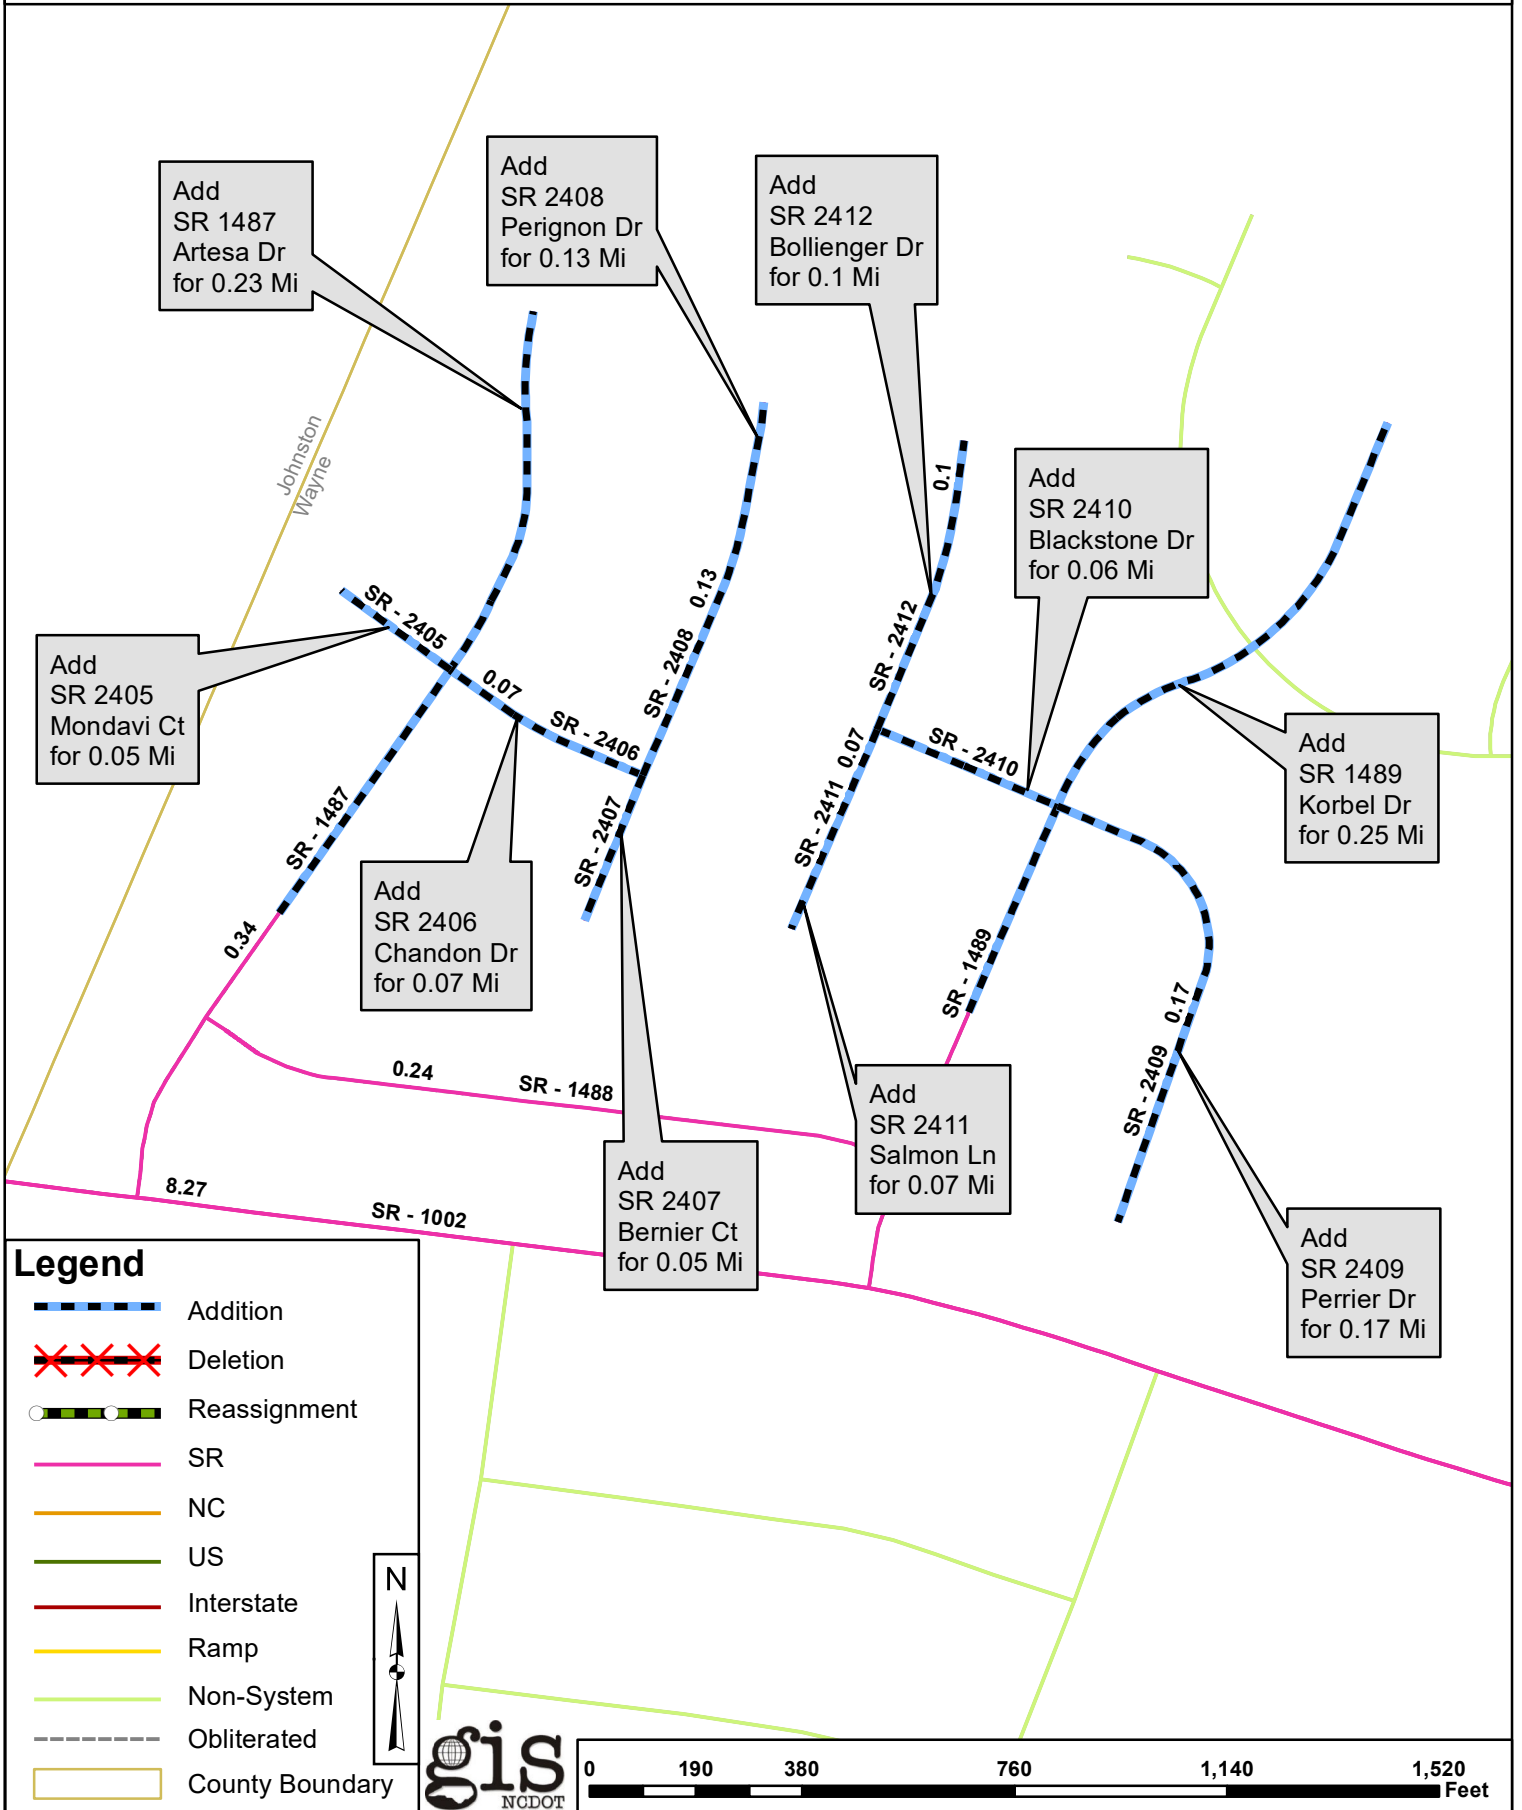 Add
SR 1487
Artesa Dr
for 0.23 Mi
Add
SR 2408
Perignon Dr
for 0.13 Mi
Add
SR 2412
Bollienger Dr
for 0.1 Mi
Johnston
Wayne
0.1
Add
SR 2410
Blackstone Dr
for 0.06 Mi
SR - 2405
0.07
SR - 2406
SR - 2408
0.13
SR - 2412
Add
SR 2405
Mondavi Ct
for 0.05 Mi
SR - 2411
0.07
SR - 2410
Add
SR 1489
Korbel Dr
for 0.25 Mi
SR - 1487
SR - 2407
Add
SR 2406
Chandon Dr
for 0.07 Mi
0.34
SR - 1489
0.17
SR - 2409
0.24
SR - 1488
Add
SR 2411
Salmon Ln
for 0.07 Mi
Add
SR 2407
Bernier Ct
for 0.05 Mi
8.27
SR - 1002
Add
SR 2409
Perrier Dr
for 0.17 Mi
Legend
Addition
Deletion
Reassignment
SR
NC
US
Interstate
Ramp
Non-System
Obliterated
County Boundary
N
gis
NCDOT
0 190 380 760 1,140 1,520
Feet